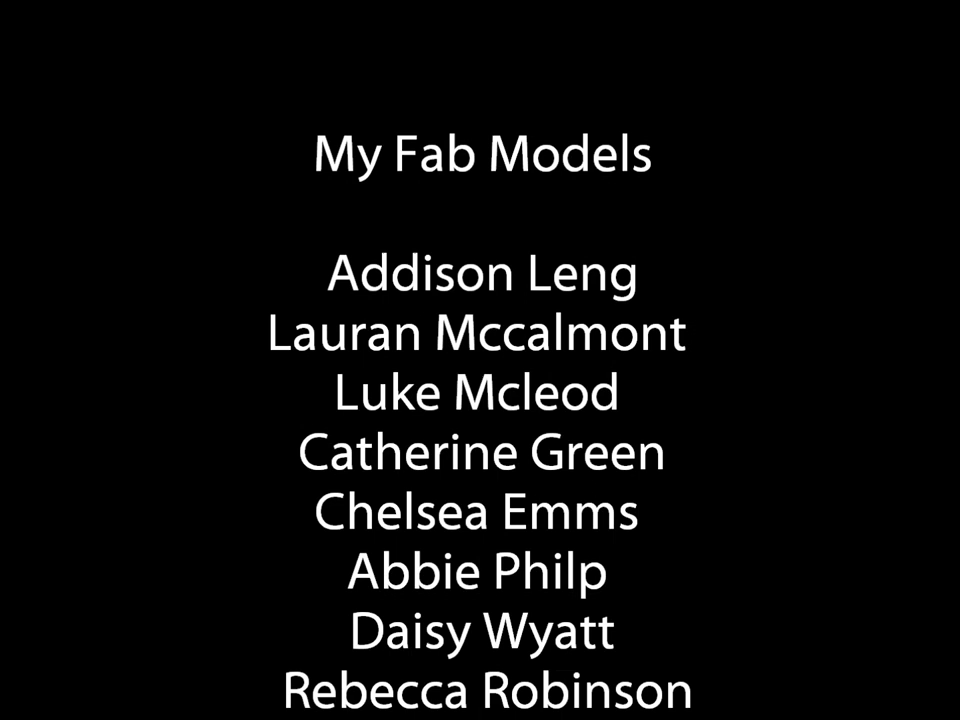 My Fab Models
Addison Leng
Lauran Mccalmont
Luke Mcleod
Catherine Green
Chelsea Emms
Abbie Philp
Daisy Wyatt
Rebecca Robinson